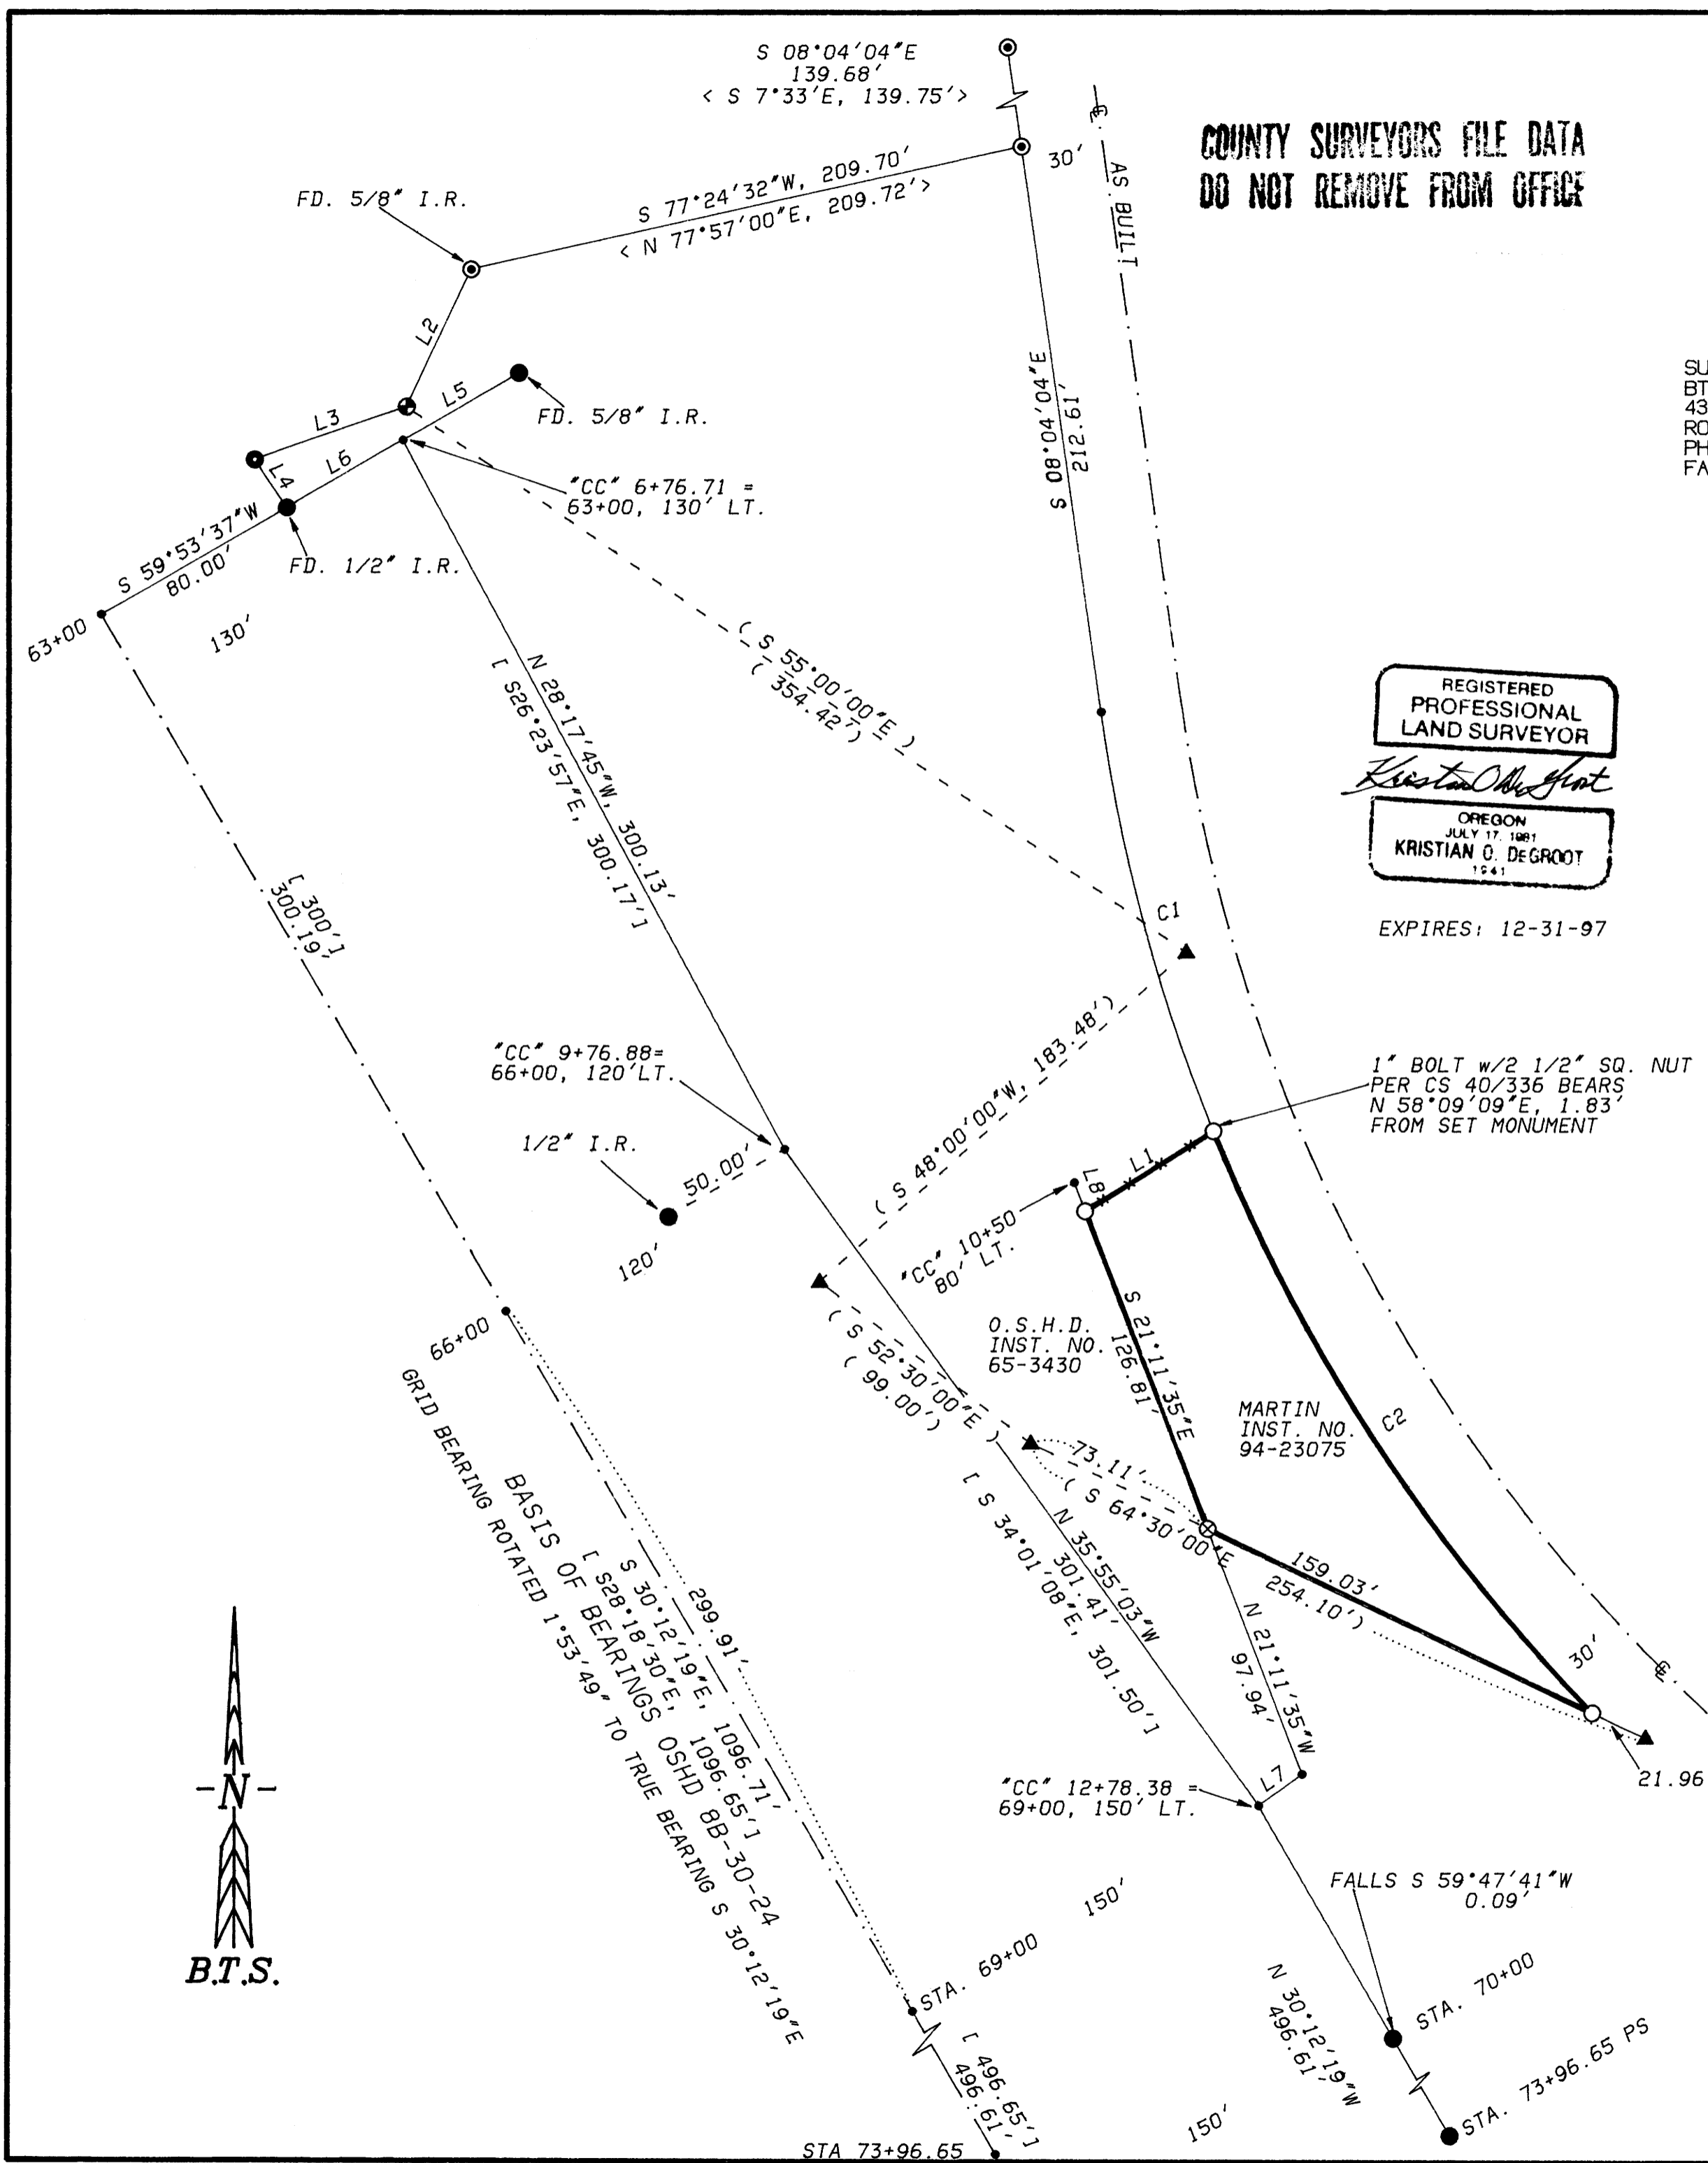 S 08°04'04"E
139.68'
< S 7°33'E, 139.75'>
30'
AS BUILT
COUNTY SURVEYORS FILE DATA
DO NOT REMOVE FROM OFFICE
FD. 5/8" I.R.
S 77°24'32"W, 209.70'
< N 77°57'00"E, 209.72'>
L2
L5
FD. 5/8" I.R.
L3
L6
L4
"CC" 6+76.71 =
63+00, 130' LT.
S 59°53'37"W
80.00'
FD. 1/2" I.R.
63+00
130'
S 08°04'04"E
212.61'
SU
BT
43
RO
PH
FA
( S 55°00'00"E )
( 354.42')
N 28°17'45"W, 300.13'
[ S26°23'57"E, 300.17']
REGISTERED
PROFESSIONAL
LAND SURVEYOR
OREGON
JULY 17, 1981
KRISTIAN O. DeGROOT
1941
EXPIRES: 12-31-97
[ 300']
300.19'
C1
"CC" 9+76.88=
66+00, 120'LT.
( S 48°00'00"W, 183.48')
1" BOLT w/2 1/2" SQ. NUT
PER CS 40/336 BEARS
N 58°09'09"E, 1.83'
FROM SET MONUMENT
1/2" I.R.
50.00'
L1
L8
120'
"CC" 10+50
80' LT.
66+00
( S 52°30'00"E )
( 99.00')
O.S.H.D.
INST. NO.
65-3430
S 21°11'35"E
126.81'
MARTIN
INST. NO.
94-23075
C2
73.11'
( S 64°30'00"E
159.03'
254.10')
30'
21.96
[ S 34°01'08"E, 301.50']
N 35°55'03"W
301.41'
N 21°11'35"W
97.94'
L7
"CC" 12+78.38 =
69+00, 150' LT.
299.91'
S 30°12'19"E, 1096.71'
[ S28°18'30"E, 1096.65']
BASIS OF BEARINGS OSHD 8B-30-24
GRID BEARING ROTATED 1°53'49" TO TRUE BEARING S 30°12'19"E
-N-
B.T.S.
FALLS S 59°47'41"W
0.09'
150'
STA. 69+00
STA. 70+00
N 30°12'19"W
496.61'
[ 496.65']
496.61'
150'
STA. 73+96.65 PS
STA 73+96.65